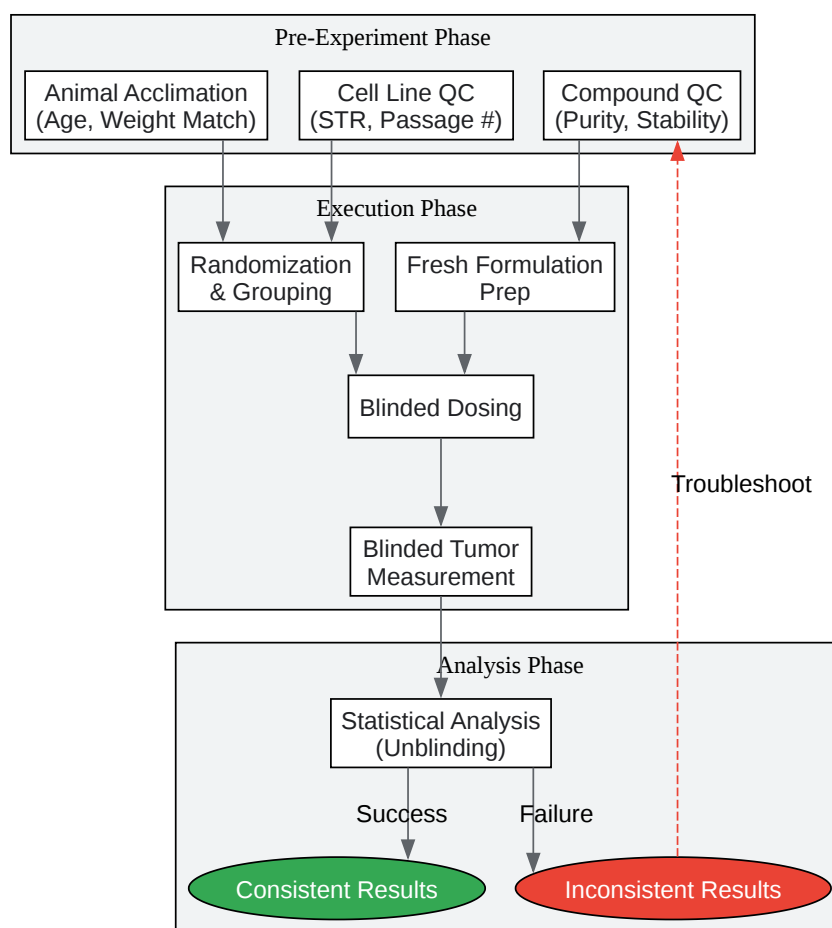 Pre-Experiment Phase
Animal Acclimation
(Age, Weight Match)
Cell Line QC
(STR, Passage #)
Compound QC
(Purity, Stability)
Execution Phase
Randomization
& Grouping
Fresh Formulation
Prep
Blinded Dosing
Troubleshoot
Blinded Tumor
Measurement
Analysis Phase
Statistical Analysis
(Unblinding)
Success
Failure
Consistent Results
Inconsistent Results